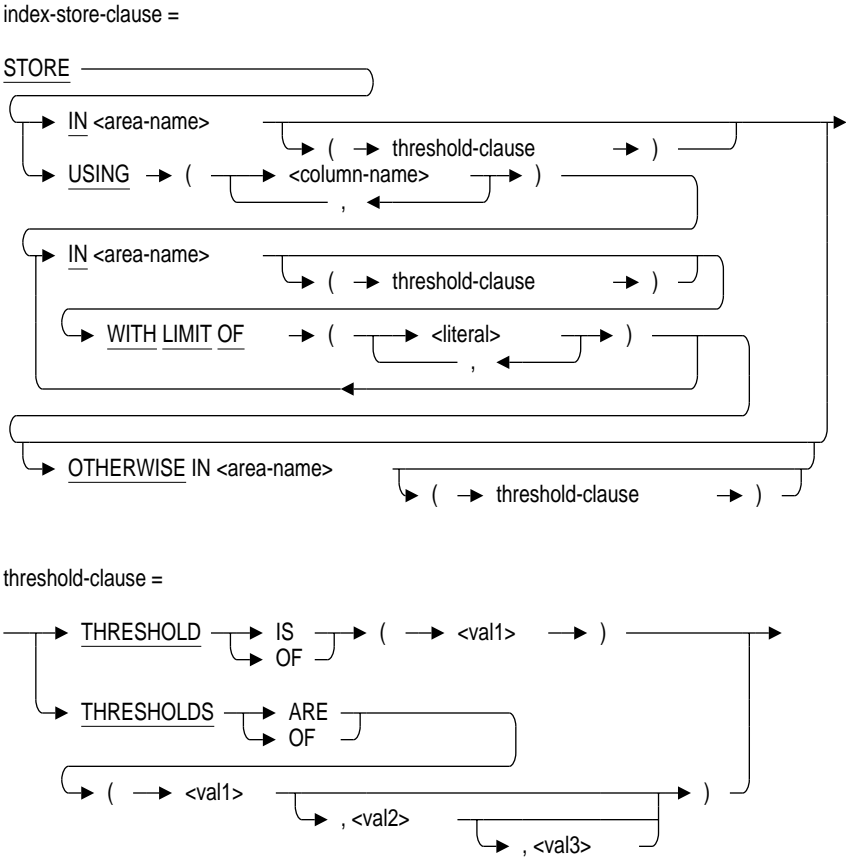 index-store-clause =
STORE
IN <area-name>
( threshold-clause )
USING ( <column-name> )
,
IN <area-name>
( threshold-clause )
WITH LIMIT OF ( <literal> )
,
OTHERWISE IN <area-name>
( threshold-clause )
threshold-clause =
THRESHOLD IS ( <val1> )
OF
THRESHOLDS ARE
OF
( <val1> )
, <val2>
, <val3>